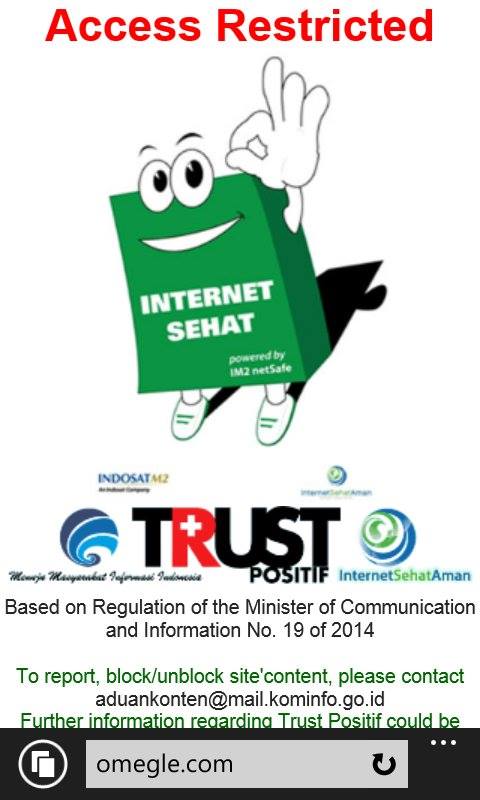 Access Restricted
INTERNET
SEHAT
powered by
IM2 netSafe
INDOSATM2
An Indosat Company
InternetSehatAman
TRUST
POSITIF
Menuju Masyarakat Informasi Indonesia
InternetSehatAman
Based on Regulation of the Minister of Communication
and Information No. 19 of 2014
To report, block/unblock site'content, please contact
aduankonten@mail.kominfo.go.id
Further information regarding Trust Positif could be
omegle.com